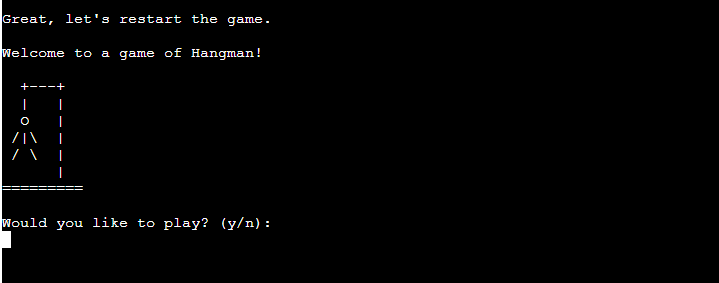 Great, let's restart the game.
Welcome to a game of Hangman!
  +---+
  |   |
  O   |
 /|\  |
 / \  |
      |
=========
Would you like to play? (y/n):